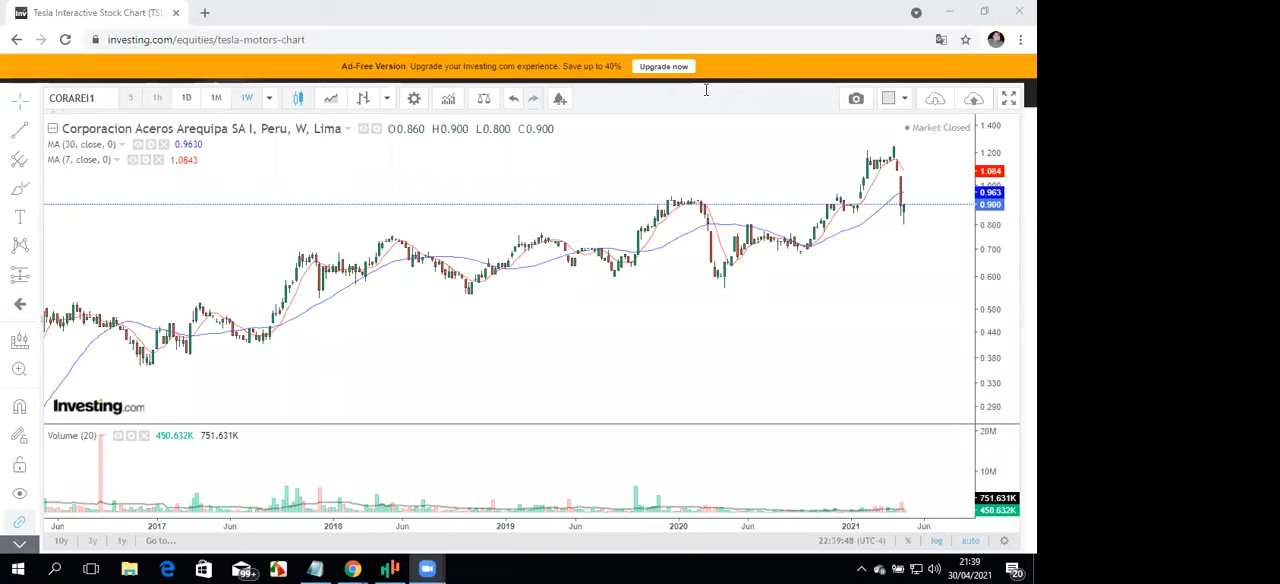 Tesla Interactive Stock Chart (TSL
investing.com/equities/tesla-motors-chart
Ad-Free Version. Upgrade your Investing.com experience. Save up to 40% Upgrade now
CORAREI1 5 1h 1D 1M 1W
Corporacion Aceros Arequipa SA I, Peru, W, Lima O0.860 H0.900 L0.800 C0.900
Market Closed
MA (30, close, 0) 0.9630
MA (7, close, 0) 1.0843
1.400
1.200
1.084
1.000
0.963
0.900
0.800
0.700
0.600
0.500
0.440
0.380
0.330
0.290
Investing.com
Volume (20) 450.632K 751.631K
20M
10M
751.631K
450.632K
Jun 2017 Jun 2018 Jun 2019 Jun 2020 Jun 2021 Jun
10y 3y 1y Go to... 22:39:48 (UTC-4) % log auto
99+
21:39
30/04/2021
20